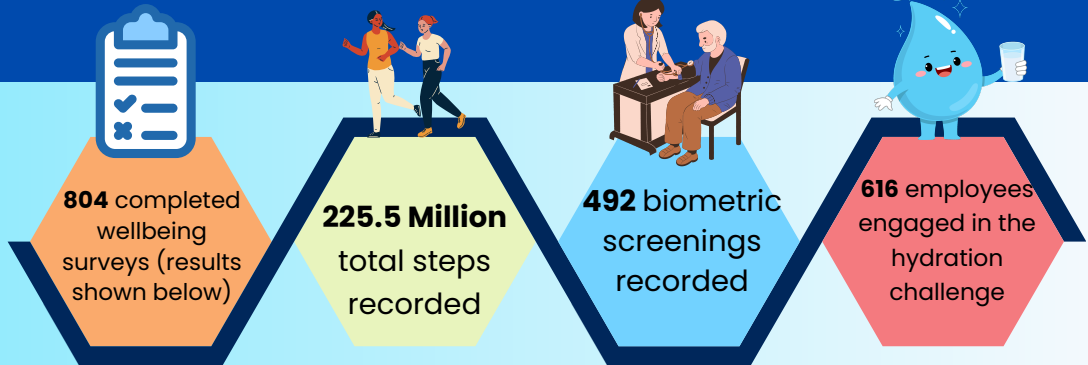 804 completed
wellbeing
surveys (results
shown below)
225.5 Million
total steps
recorded
492 biometric
screenings
recorded
616 employees
engaged in the
hydration
challenge